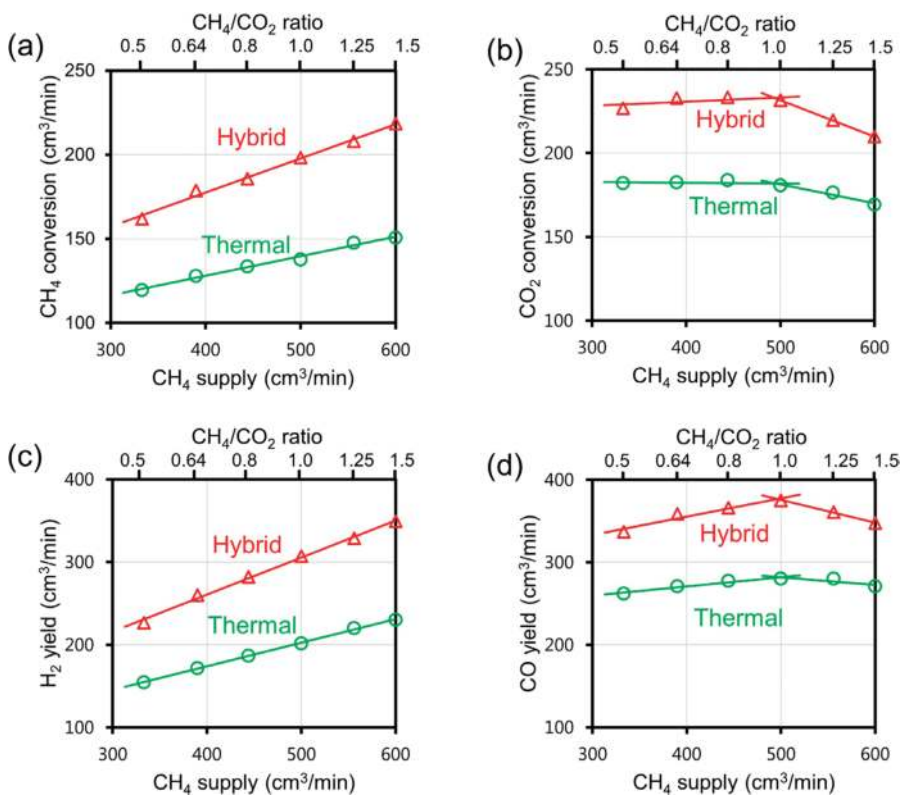 (a)
CH₄/CO₂ ratio
0.5 0.64 0.8 1.0 1.25 1.5
CH₄ conversion (cm³/min)
250
200
150
100
Hybrid
Thermal
300 400 500 600
CH₄ supply (cm³/min)
(b)
CH₄/CO₂ ratio
0.5 0.64 0.8 1.0 1.25 1.5
CO₂ conversion (cm³/min)
250
200
150
100
Hybrid
Thermal
300 400 500 600
CH₄ supply (cm³/min)
(c)
CH₄/CO₂ ratio
0.5 0.64 0.8 1.0 1.25 1.5
H₂ yield (cm³/min)
400
300
200
100
Hybrid
Thermal
300 400 500 600
CH₄ supply (cm³/min)
(d)
CH₄/CO₂ ratio
0.5 0.64 0.8 1.0 1.25 1.5
CO yield (cm³/min)
400
300
200
100
Hybrid
Thermal
300 400 500 600
CH₄ supply (cm³/min)